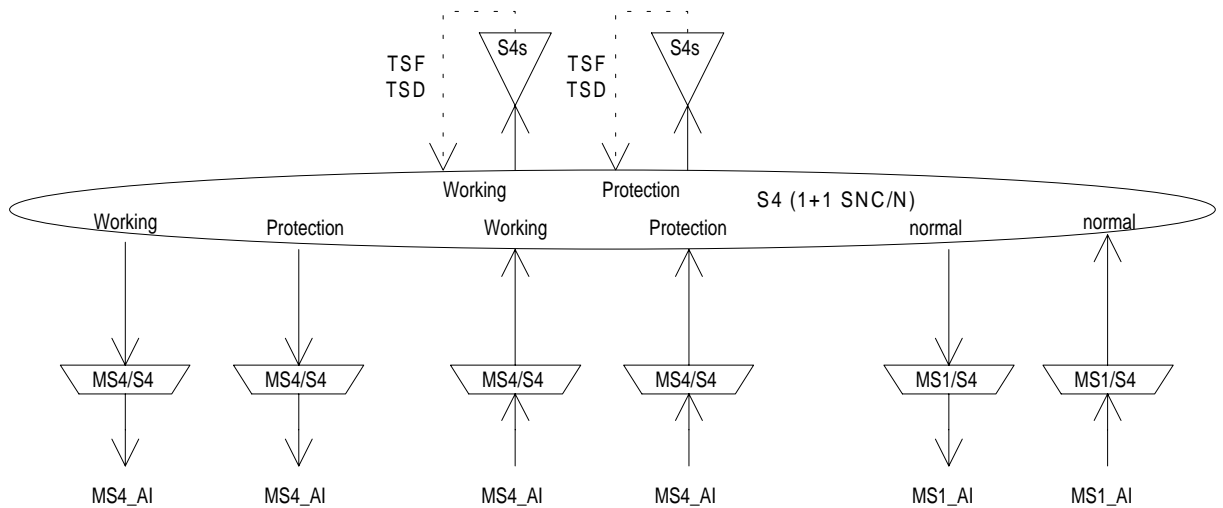 S4s S4s
TSF TSF
TSD TSD
Working Protection
S4 (1+1 SNC/N)
Working Protection Working Protection normal normal
MS4/S4 MS4/S4 MS4/S4 MS4/S4 MS1/S4 MS1/S4
MS4_AI MS4_AI MS4_AI MS4_AI MS1_AI MS1_AI